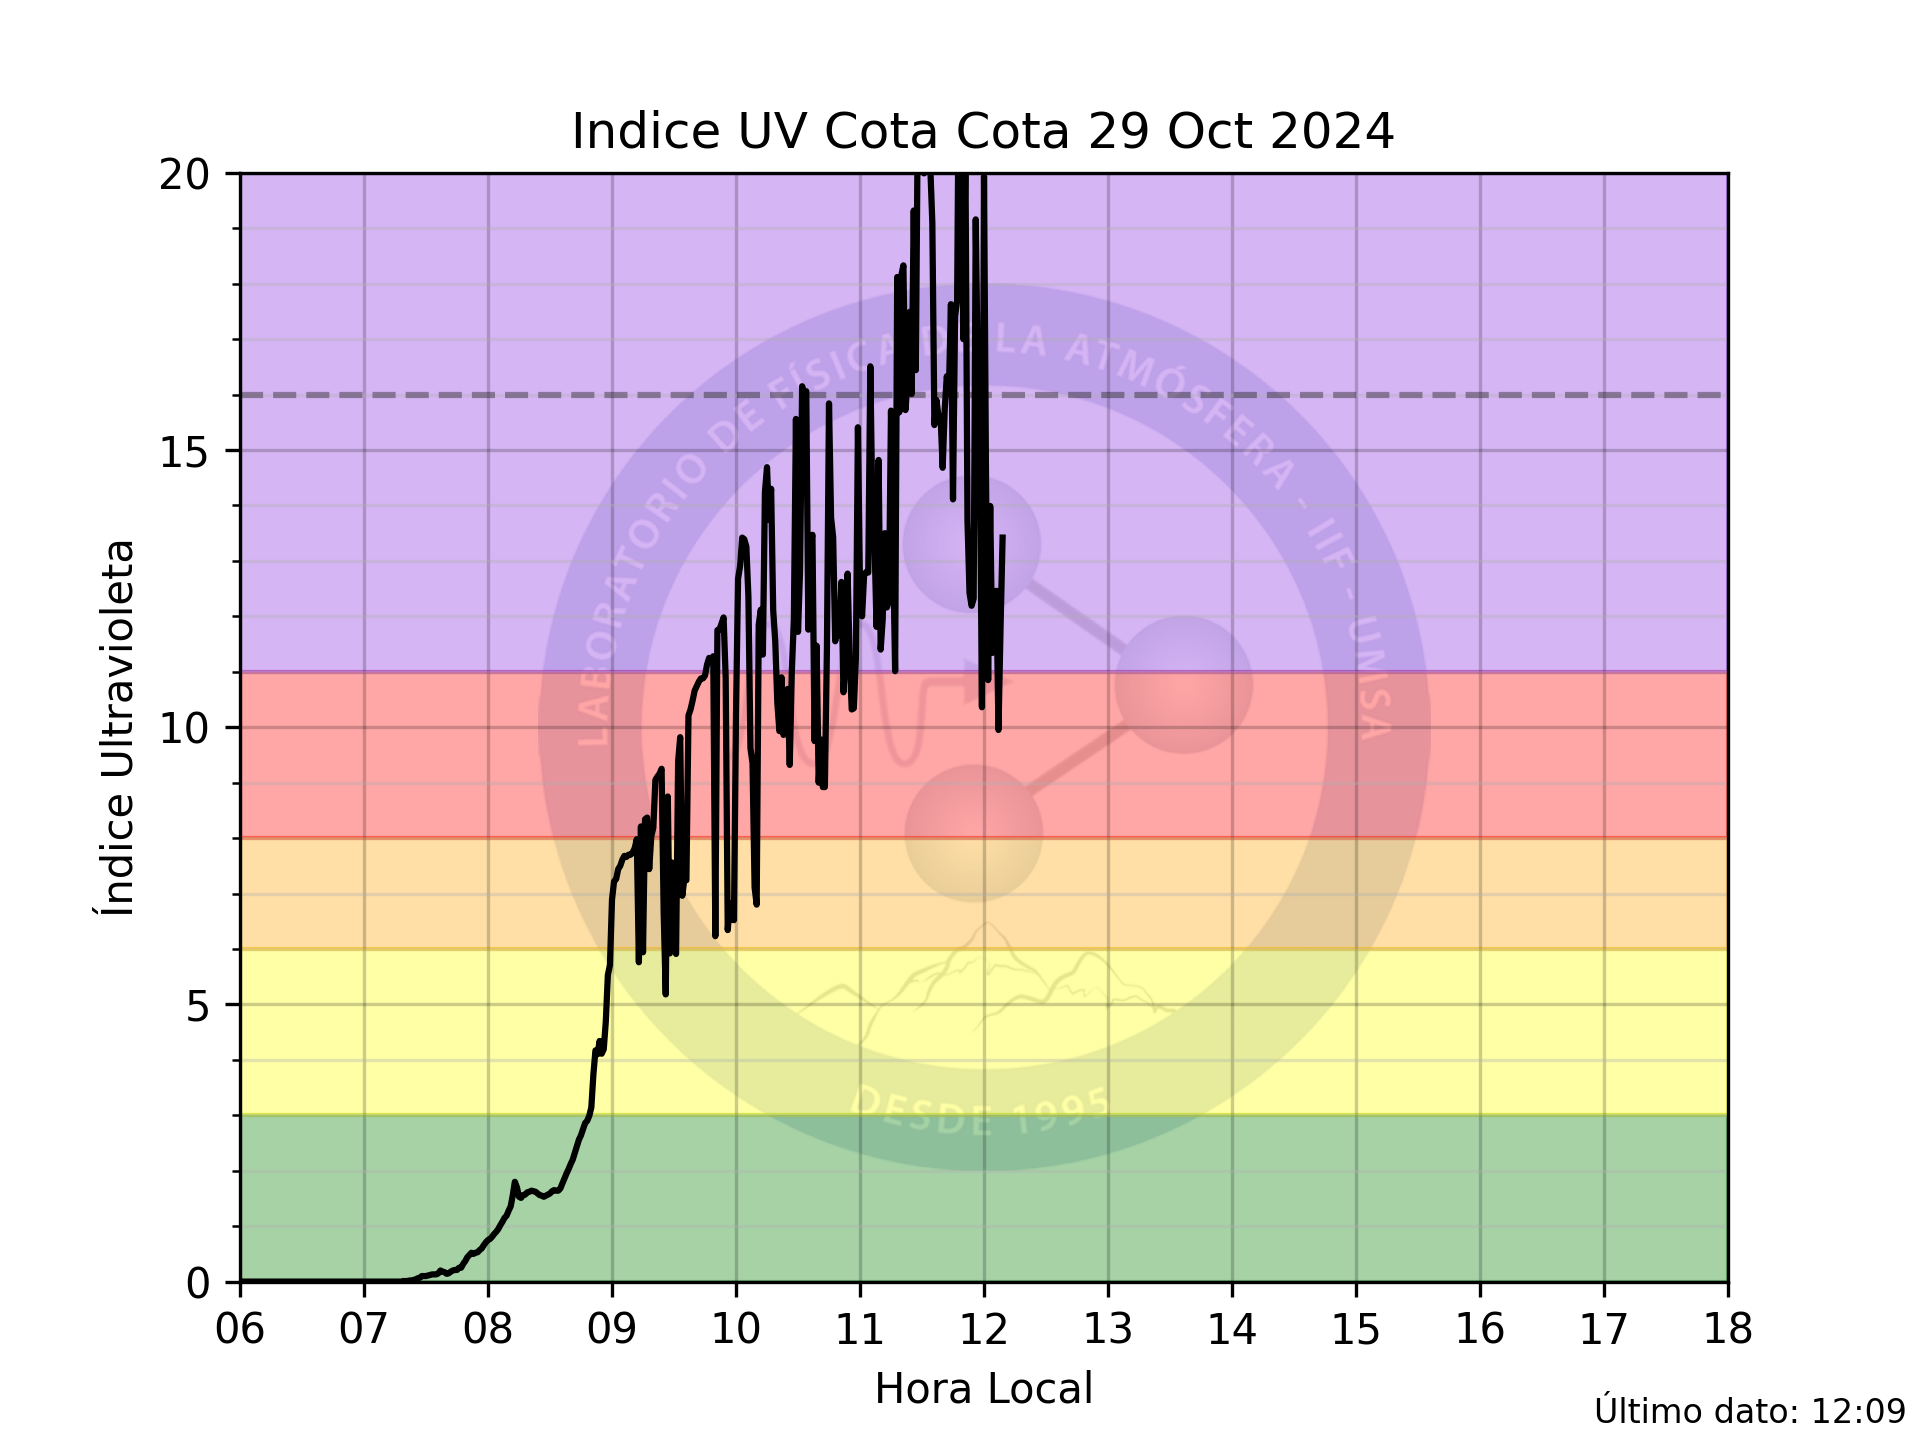 Indice UV Cota Cota 29 Oct 2024
20
15
10
5
0
Índice Ultravioleta
LABORATORIO DE FÍSICA DE LA ATMÓSFERA - IIF - UMSA
DESDE 1995
06 07 08 09 10 11 12 13 14 15 16 17 18
Hora Local
Último dato: 12:09